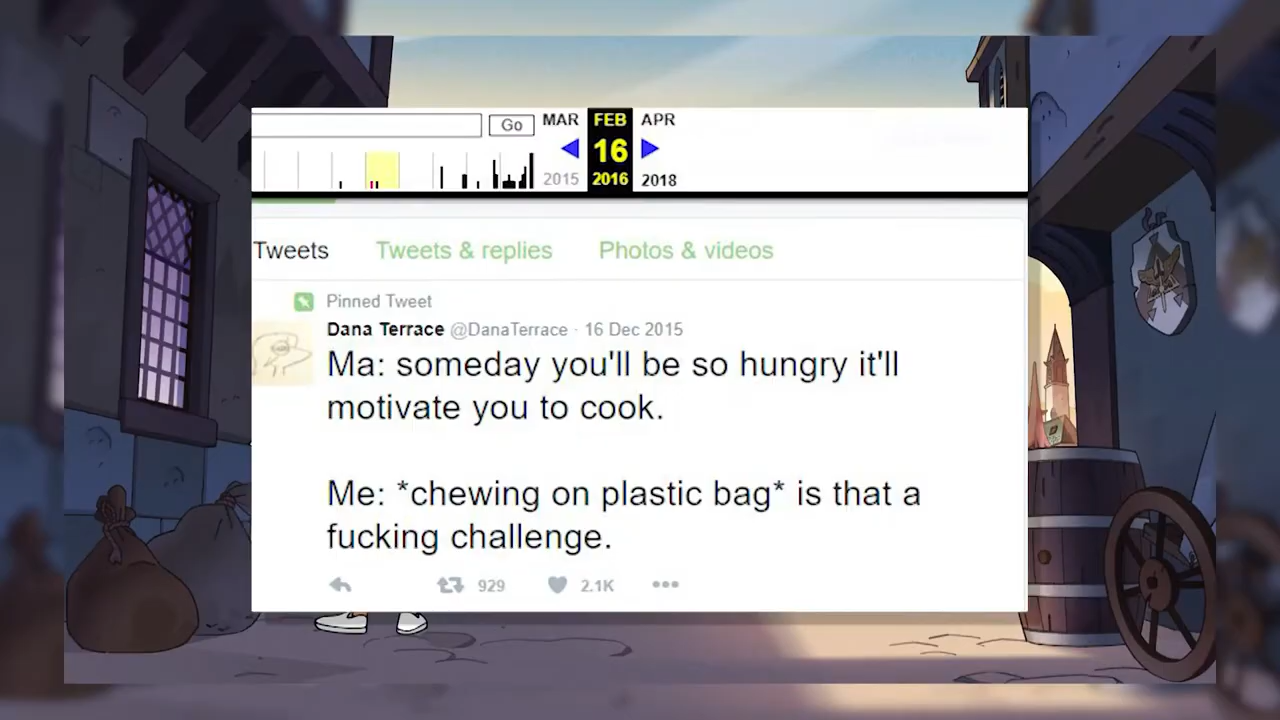 Go MAR FEB APR
16
2015 2016 2018
Tweets Tweets & replies Photos & videos
Pinned Tweet
Dana Terrace @DanaTerrace · 16 Dec 2015
Ma: someday you'll be so hungry it'll
motivate you to cook.
Me: *chewing on plastic bag* is that a
fucking challenge.
929 2.1K